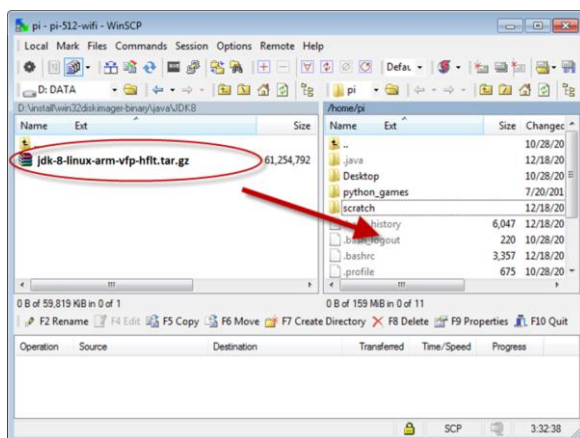 pi - pi-512-wifi - WinSCP
Local Mark Files Commands Session Options Remote Help
Defau
D: DATA
pi
D:\install\win32diskimager-binary\java\JDK8
/home/pi
Name Ext Size
Name Ext Size Changed
..
jdk-8-linux-arm-vfp-hflt.tar.gz 61,254,792
.. 10/28/20
.java 12/18/20
Desktop 10/28/20
python_games 7/20/201
scratch 12/18/20
history 6,047 12/18/20
.bash_logout 220 10/28/20
.bashrc 3,357 12/18/20
.profile 675 10/28/20
0 B of 59,819 KiB in 0 of 1
0 B of 159 MiB in 0 of 11
F2 Rename F4 Edit F5 Copy F6 Move F7 Create Directory F8 Delete F9 Properties F10 Quit
Operation Source Destination Transferred Time/Speed Progress
SCP 3:32:38